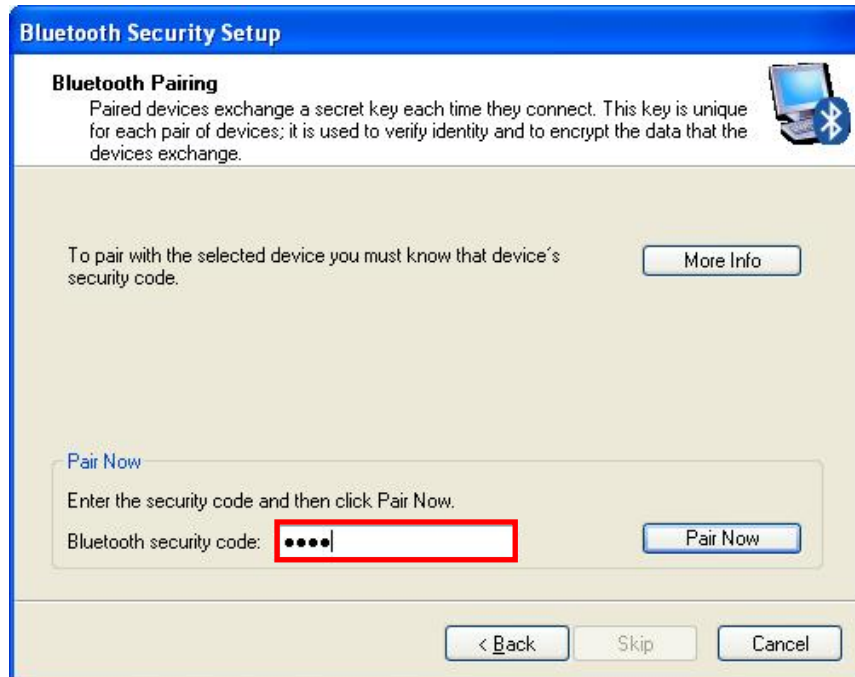 Bluetooth Security Setup
Bluetooth Pairing
Paired devices exchange a secret key each time they connect. This key is unique
for each pair of devices; it is used to verify identity and to encrypt the data that the
devices exchange.
To pair with the selected device you must know that device´s
security code.
More Info
Pair Now
Enter the security code and then click Pair Now.
Bluetooth security code: ●●●●
Pair Now
< Back
Skip
Cancel